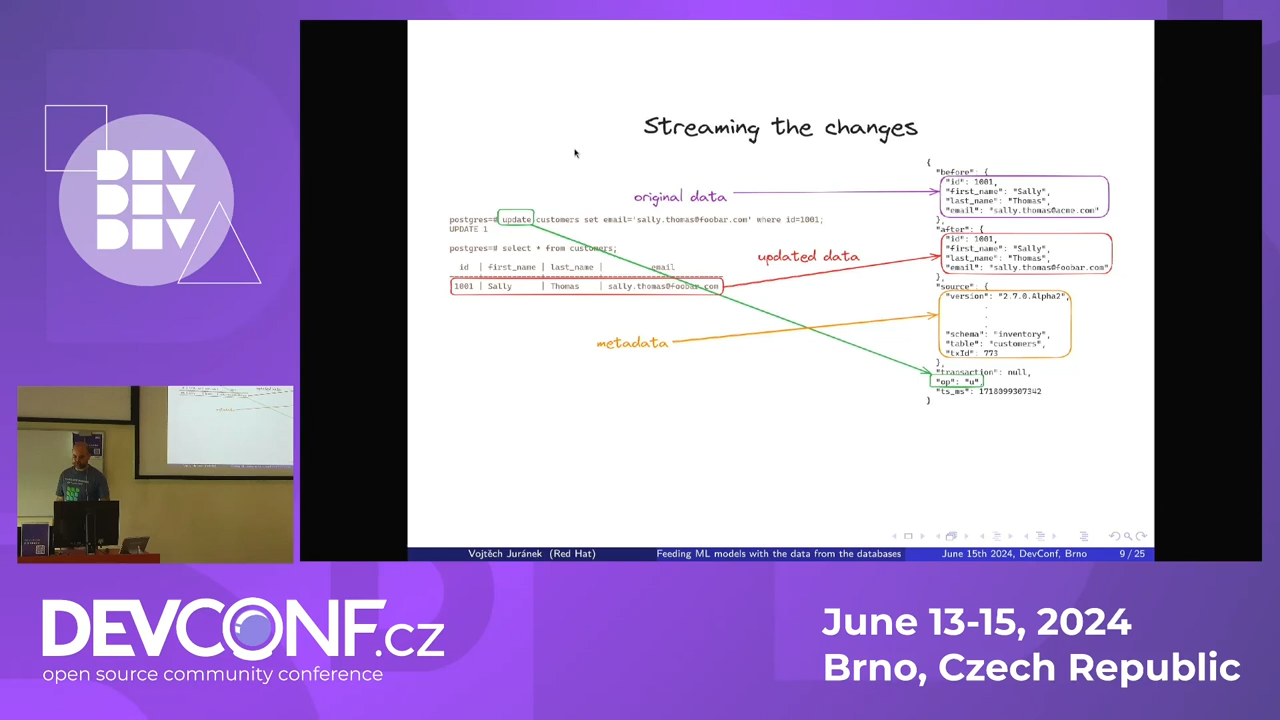 DEV
DEV
DEV
Streaming the changes
original data
postgres=# update customers set email='sally.thomas@foobar.com' where id=1001;
UPDATE 1
postgres=# select * from customers;
id | first_name | last_name | email
1001 | Sally | Thomas | sally.thomas@foobar.com
updated data
metadata
{
"before": {
"id": 1001,
"first_name": "Sally",
"last_name": "Thomas",
"email": "sally.thomas@acme.com"
},
"after": {
"id": 1001,
"first_name": "Sally",
"last_name": "Thomas",
"email": "sally.thomas@foobar.com"
},
"source": {
"version": "2.7.0.Alpha2",
.
.
.
"schema": "inventory",
"table": "customers",
"txId": 773
},
"transaction": null,
"op": "u",
"ts_ms": 1718099307342
}
Vojtěch Juránek (Red Hat) Feeding ML models with the data from the databases June 15th 2024, DevConf, Brno 9 / 25
DEVCONF.cz
open source community conference
June 13-15, 2024
Brno, Czech Republic